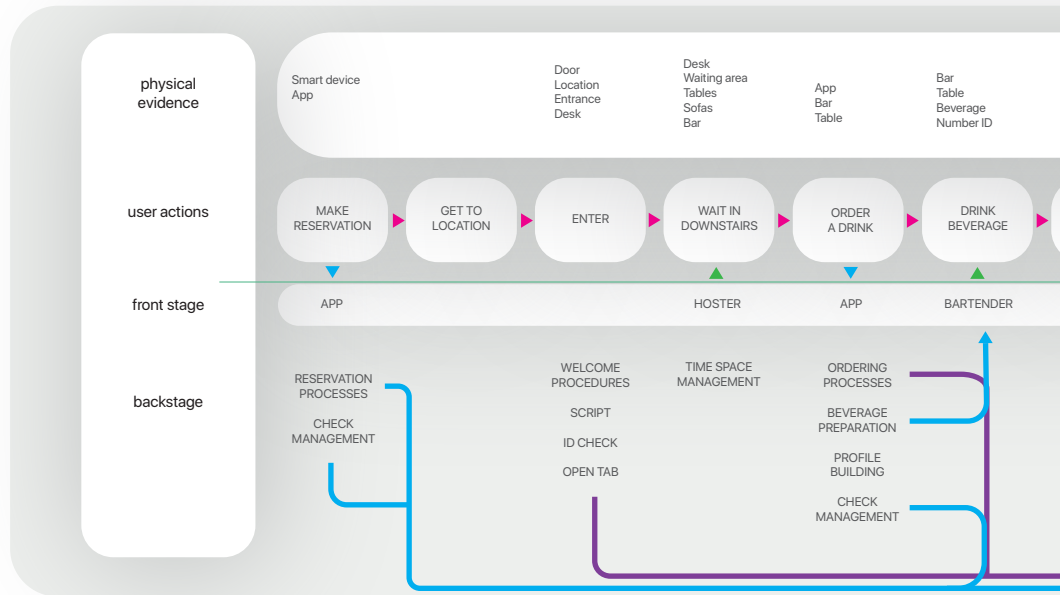 physical
evidence
Smart device
App
Door
Location
Entrance
Desk
Desk
Waiting area
Tables
Sofas
Bar
App
Bar
Table
Bar
Table
Beverage
Number ID
user actions
MAKE
RESERVATION
GET TO
LOCATION
ENTER
WAIT IN
DOWNSTAIRS
ORDER
A DRINK
DRINK
BEVERAGE
front stage
APP
HOSTER
APP
BARTENDER
backstage
RESERVATION
PROCESSES
CHECK
MANAGEMENT
WELCOME
PROCEDURES
SCRIPT
ID CHECK
OPEN TAB
TIME SPACE
MANAGEMENT
ORDERING
PROCESSES
BEVERAGE
PREPARATION
PROFILE
BUILDING
CHECK
MANAGEMENT